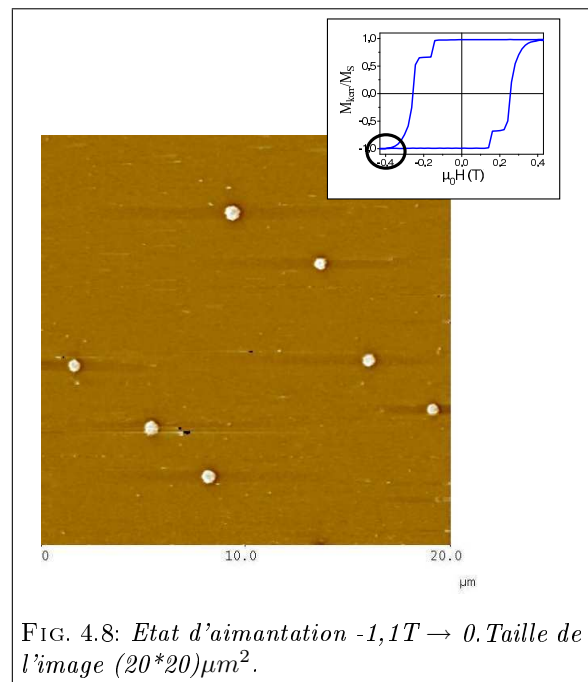 1,0
0,5
0,0
-0,5
-1,0
M_Kerr/M_S
-0,4 -0,2 0,0 0,2 0,4
μ₀H (T)
0 10.0 20.0
μm
FIG. 4.8: Etat d'aimantation -1,1T → 0. Taille de
l'image (20*20)μm².